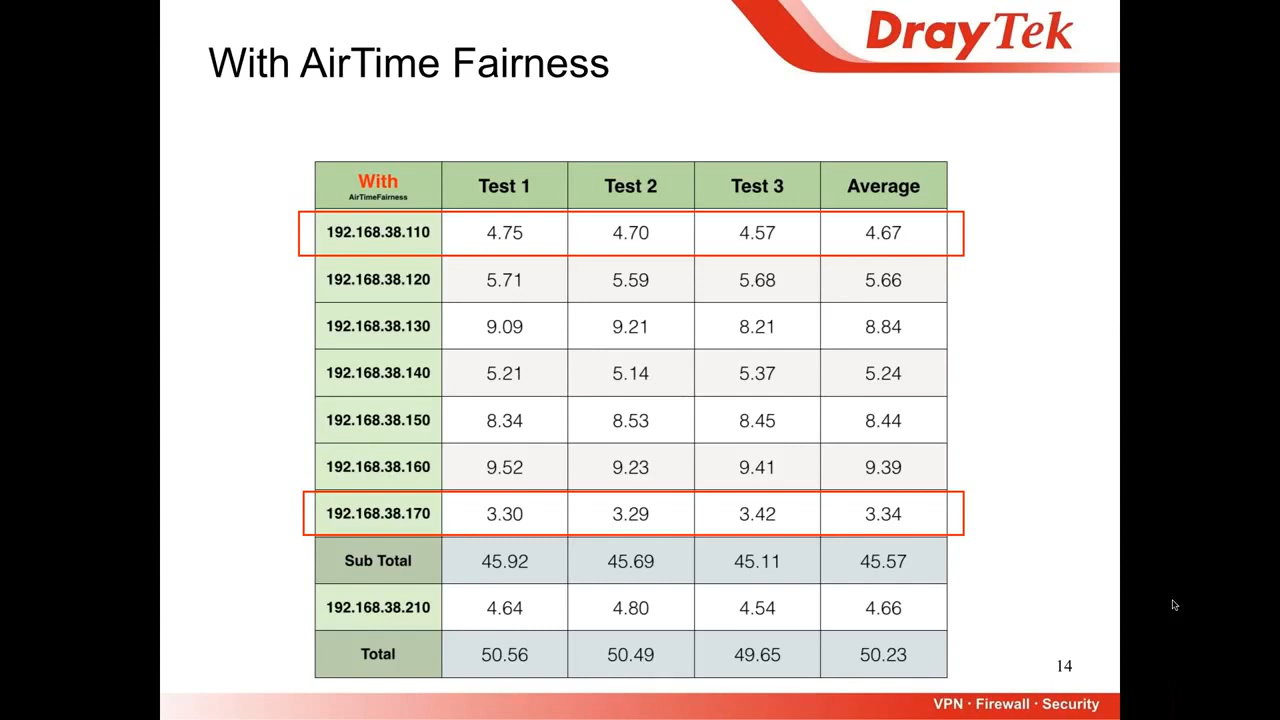 DrayTek
With AirTime Fairness
With AirTimeFairness Test 1 Test 2 Test 3 Average
192.168.38.110 4.75 4.70 4.57 4.67
192.168.38.120 5.71 5.59 5.68 5.66
192.168.38.130 9.09 9.21 8.21 8.84
192.168.38.140 5.21 5.14 5.37 5.24
192.168.38.150 8.34 8.53 8.45 8.44
192.168.38.160 9.52 9.23 9.41 9.39
192.168.38.170 3.30 3.29 3.42 3.34
Sub Total 45.92 45.69 45.11 45.57
192.168.38.210 4.64 4.80 4.54 4.66
Total 50.56 50.49 49.65 50.23
14
VPN · Firewall · Security